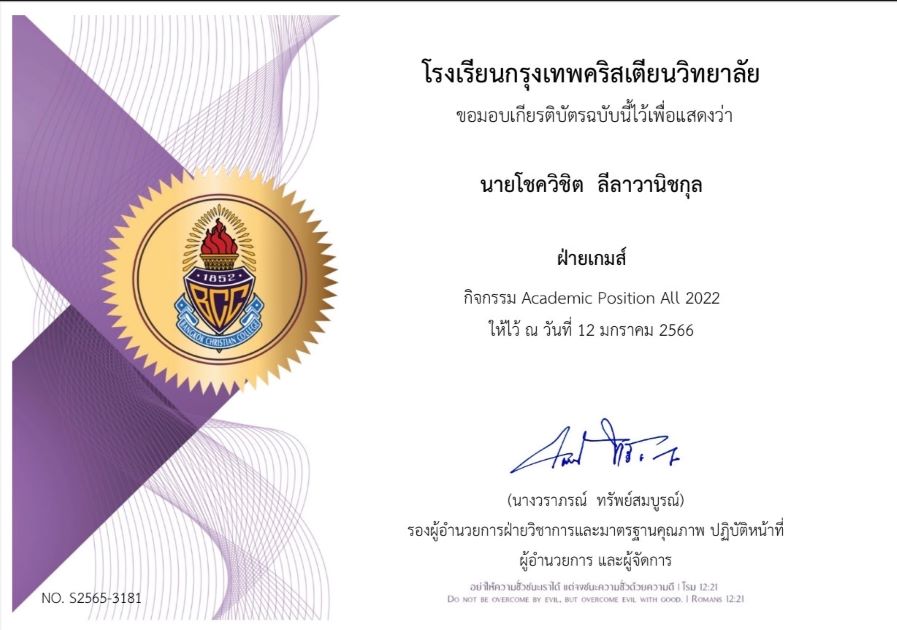 โรงเรียนกรุงเทพคริสเตียนวิทยาลัย
ขอมอบเกียรติบัตรฉบับนี้ไว้เพื่อแสดงว่า
นายโชควิชิต ลีลาวานิชกุล
ฝ่ายเกมส์
กิจกรรม Academic Position All 2022
ให้ไว้ ณ วันที่ 12 มกราคม 2566
1852
BCC
BANGKOK CHRISTIAN COLLEGE
(นางวราภรณ์ ทรัพย์สมบูรณ์)
รองผู้อำนวยการฝ่ายวิชาการและมาตรฐานคุณภาพ ปฏิบัติหน้าที่
ผู้อำนวยการ และผู้จัดการ
อย่าให้ความชั่วชนะเราได้ แต่จงชนะความชั่วด้วยความดี | โรม 12:21
DO NOT BE OVERCOME BY EVIL, BUT OVERCOME EVIL WITH GOOD. | ROMANS 12:21
NO. S2565-3181